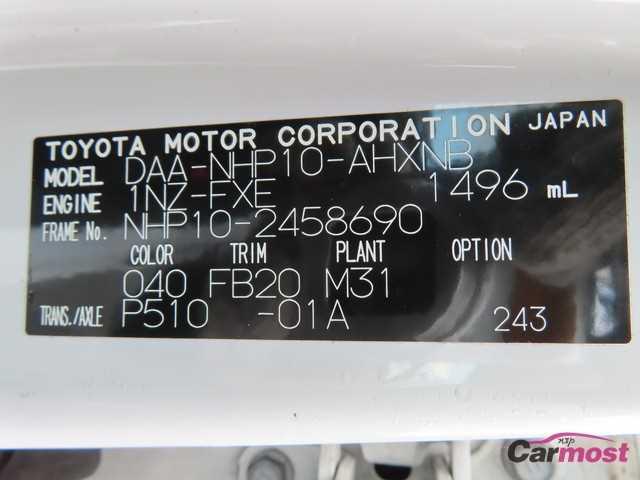 TOYOTA MOTOR CORPORATION JAPAN
MODEL DAA-NHP10-AHXNB
ENGINE 1NZ-FXE 1496 mL
FRAME No. NHP10-2458690
COLOR TRIM PLANT OPTION
040 FB20 M31
TRANS./AXLE P510 -01A 243
nxp
Carmost